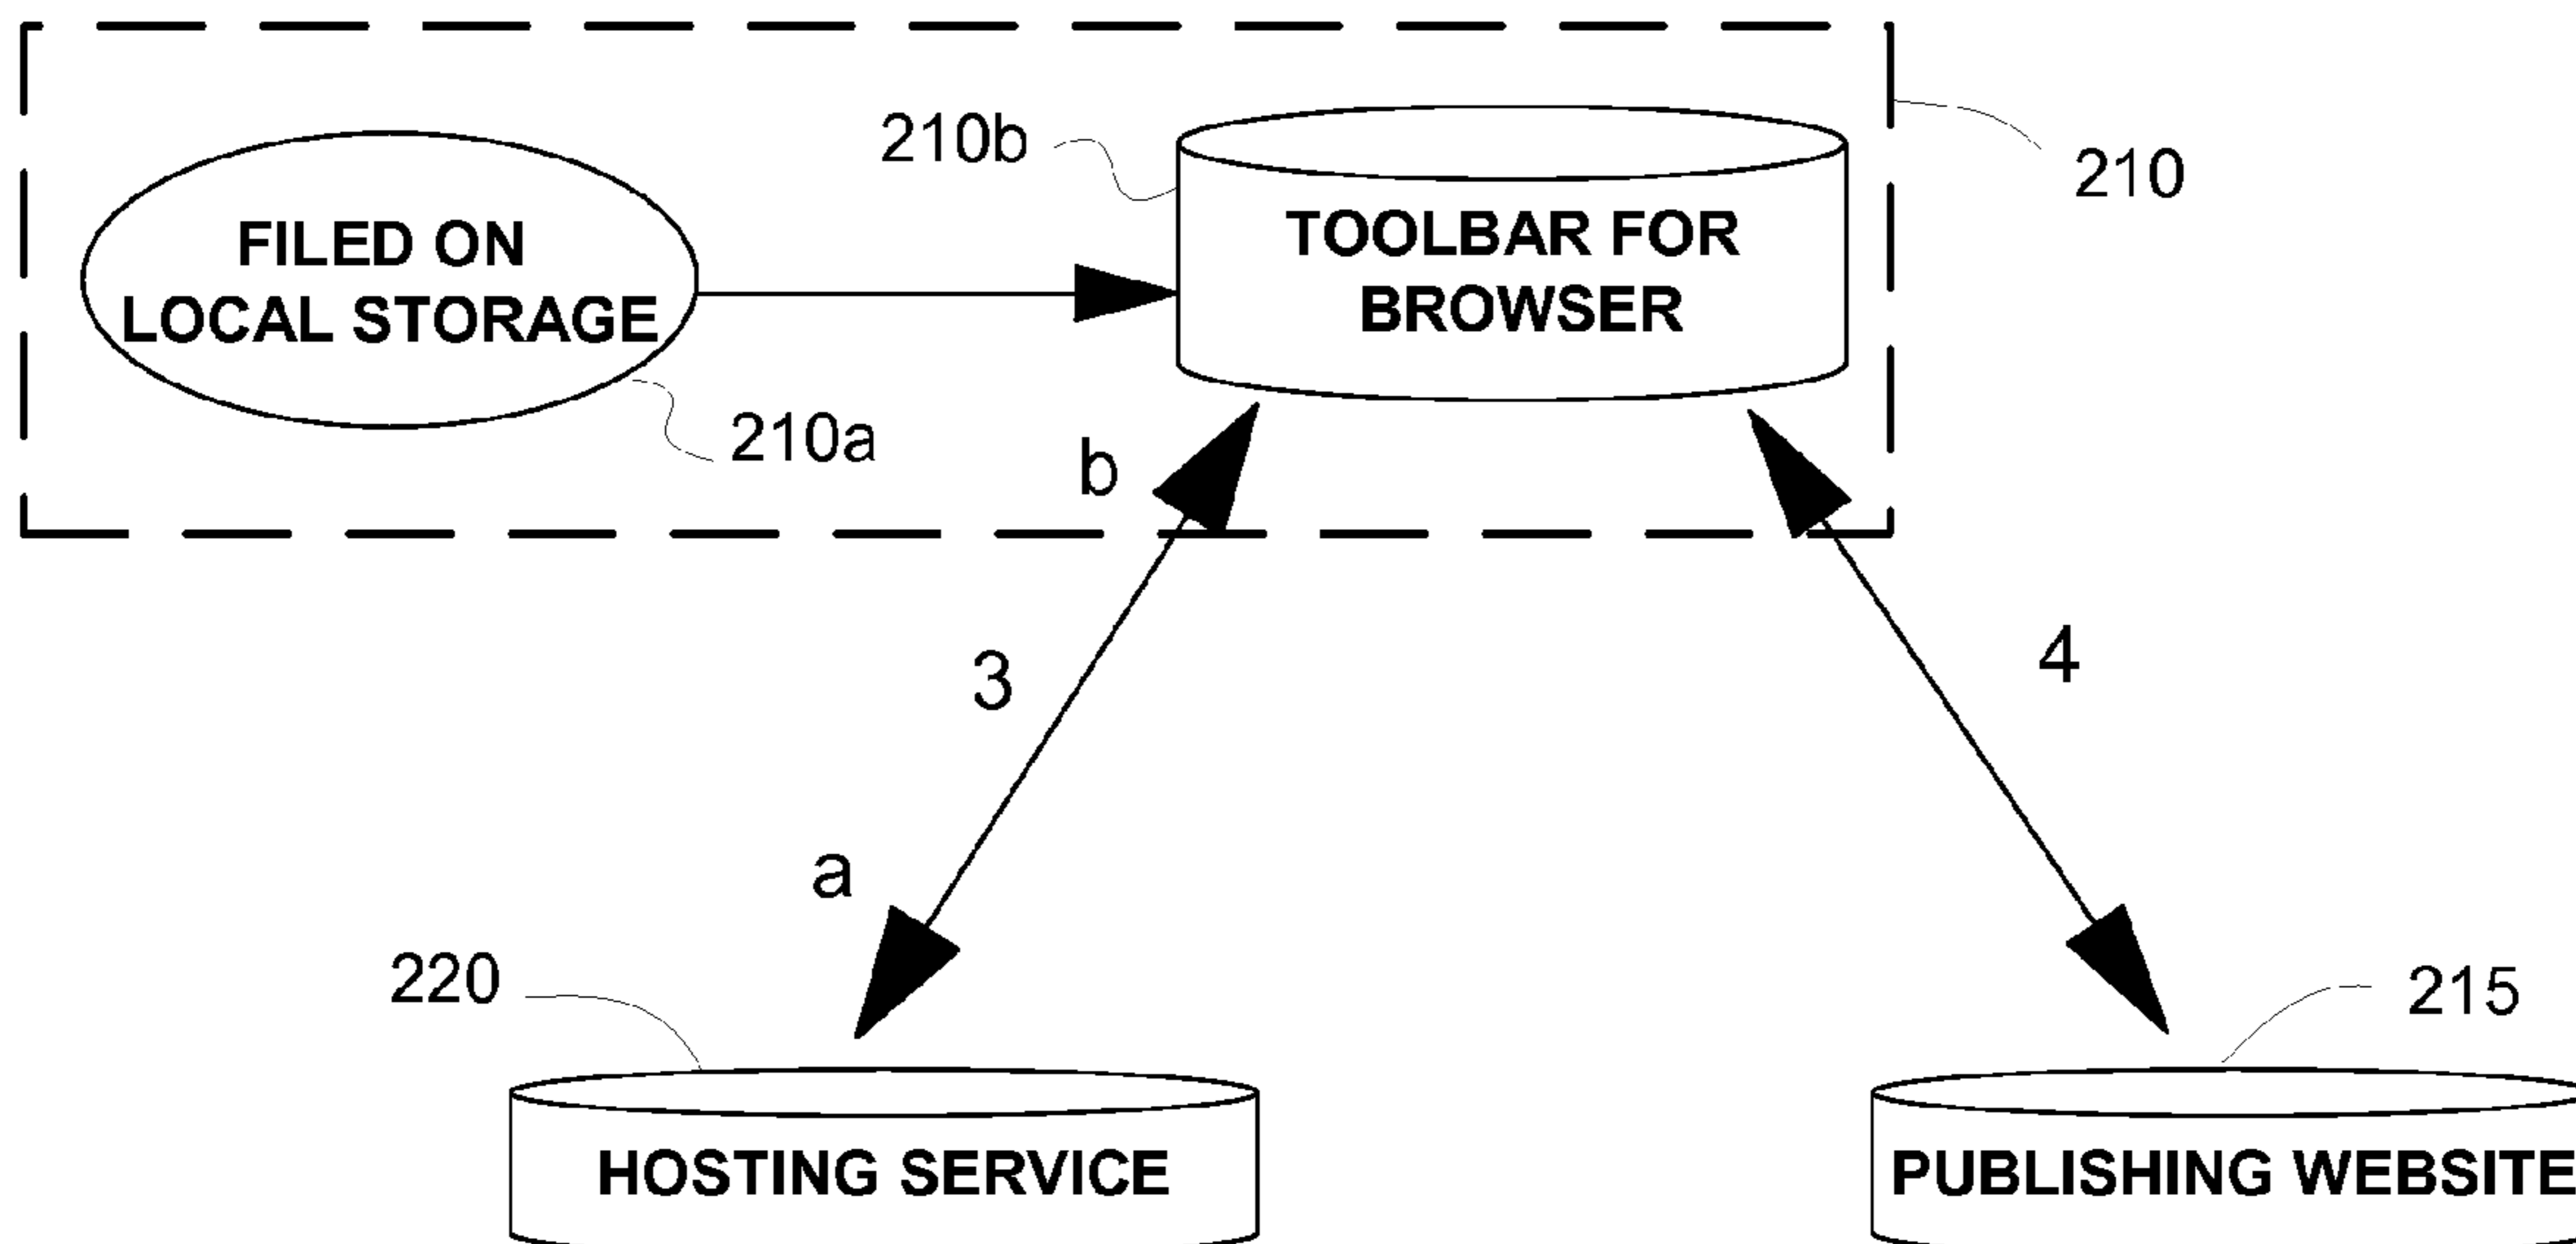 210b
210
FILED ON
LOCAL STORAGE
TOOLBAR FOR
BROWSER
210a
b
3
4
a
220
215
HOSTING SERVICE
PUBLISHING WEBSITE